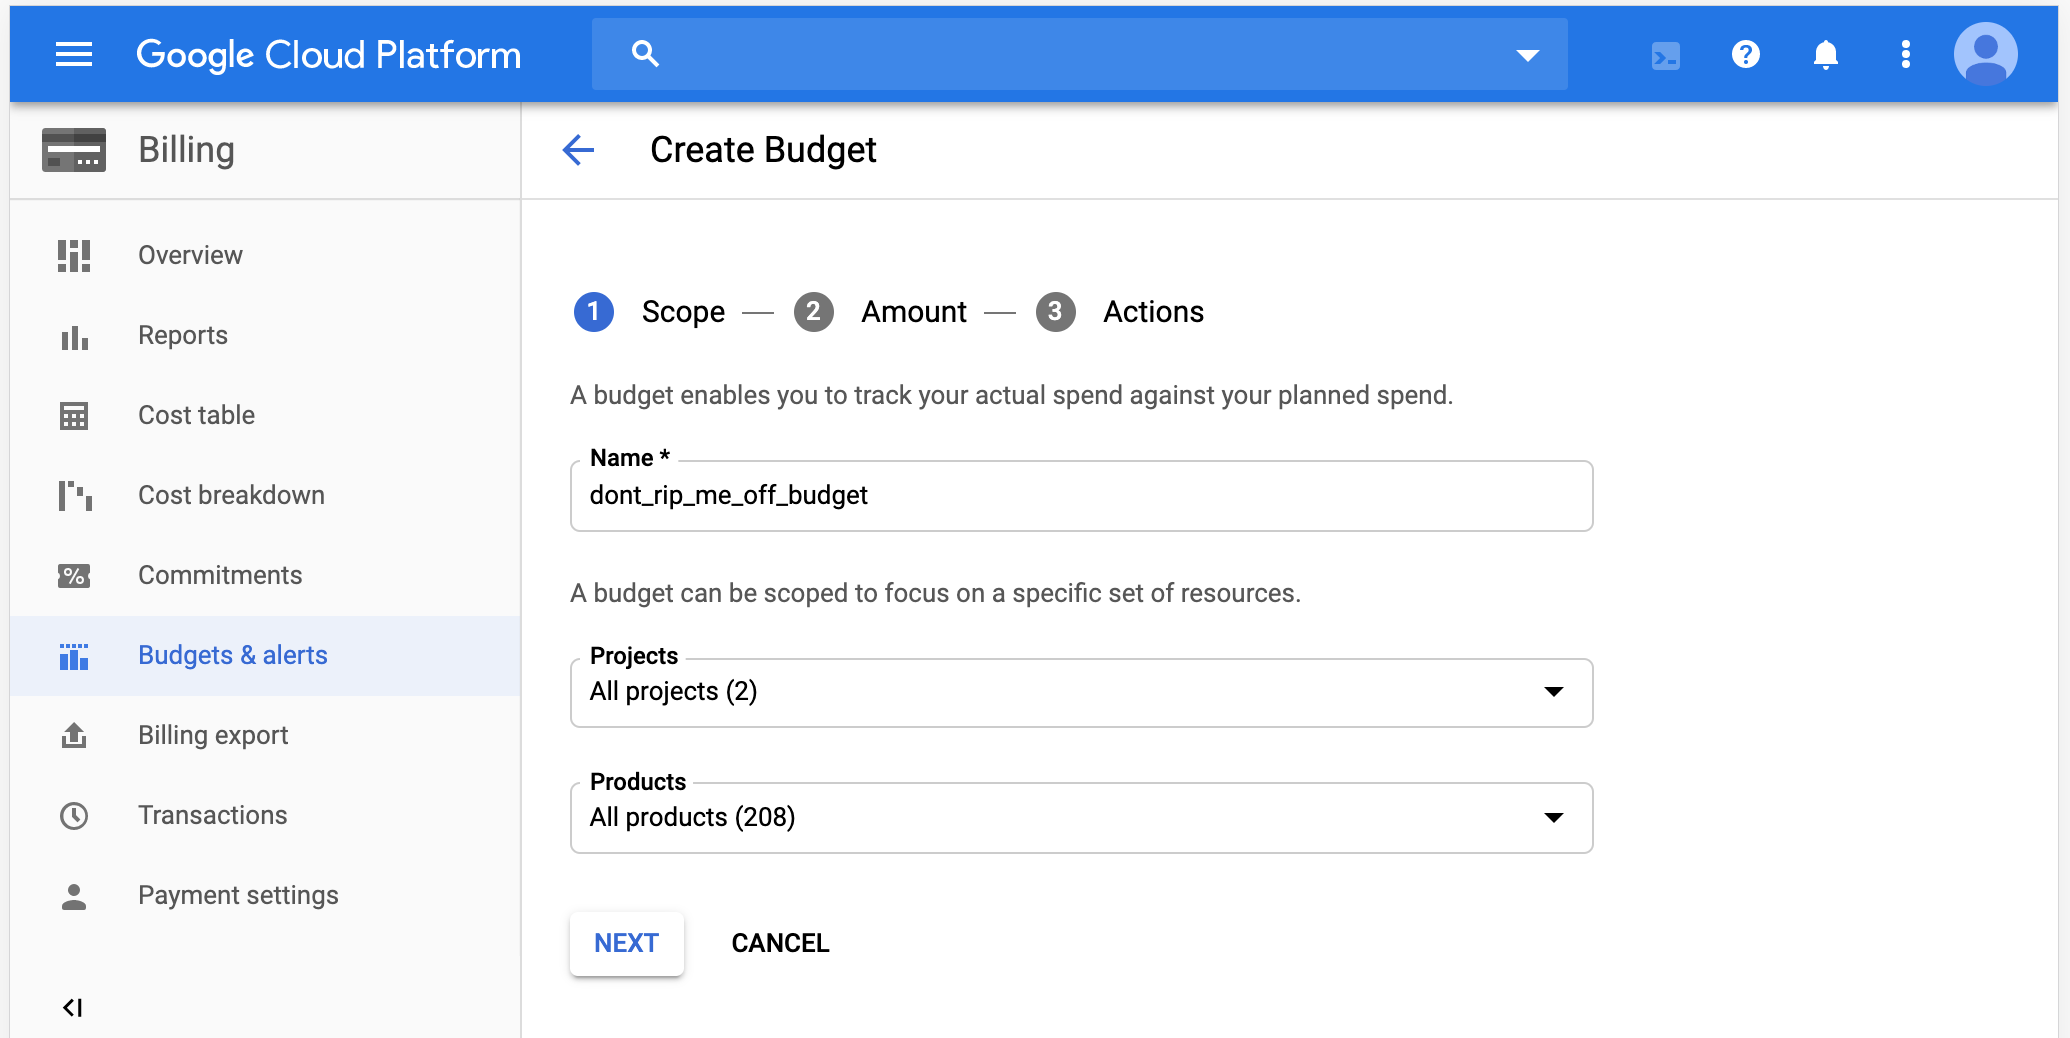 Google Cloud Platform
Billing
Create Budget
Overview
Reports
Cost table
Cost breakdown
Commitments
Budgets & alerts
Billing export
Transactions
Payment settings
1 Scope — 2 Amount — 3 Actions
A budget enables you to track your actual spend against your planned spend.
Name *
dont_rip_me_off_budget
A budget can be scoped to focus on a specific set of resources.
Projects
All projects (2)
Products
All products (208)
NEXT CANCEL